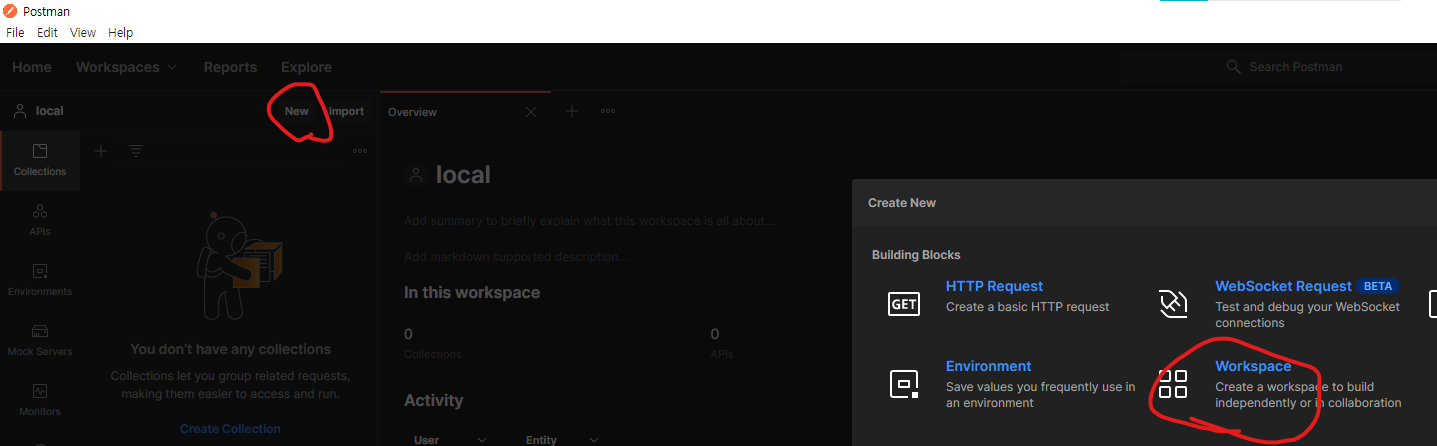 Postman
File Edit View Help
Home Workspaces Reports Explore
Search Postman
local
New Import
Overview
Collections
APIs
Environments
Mock Servers
Monitors
You don't have any collections
Collections let you group related requests,
making them easier to access and run.
Create Collection
local
Add summary to briefly explain what this workspace is all about...
Add markdown supported description...
In this workspace
0 0
Collections APIs
Activity
User Entity
Create New
Building Blocks
GET
HTTP Request
Create a basic HTTP request
WebSocket Request BETA
Test and debug your WebSocket
connections
Environment
Save values you frequently use in
an environment
Workspace
Create a workspace to build
independently or in collaboration